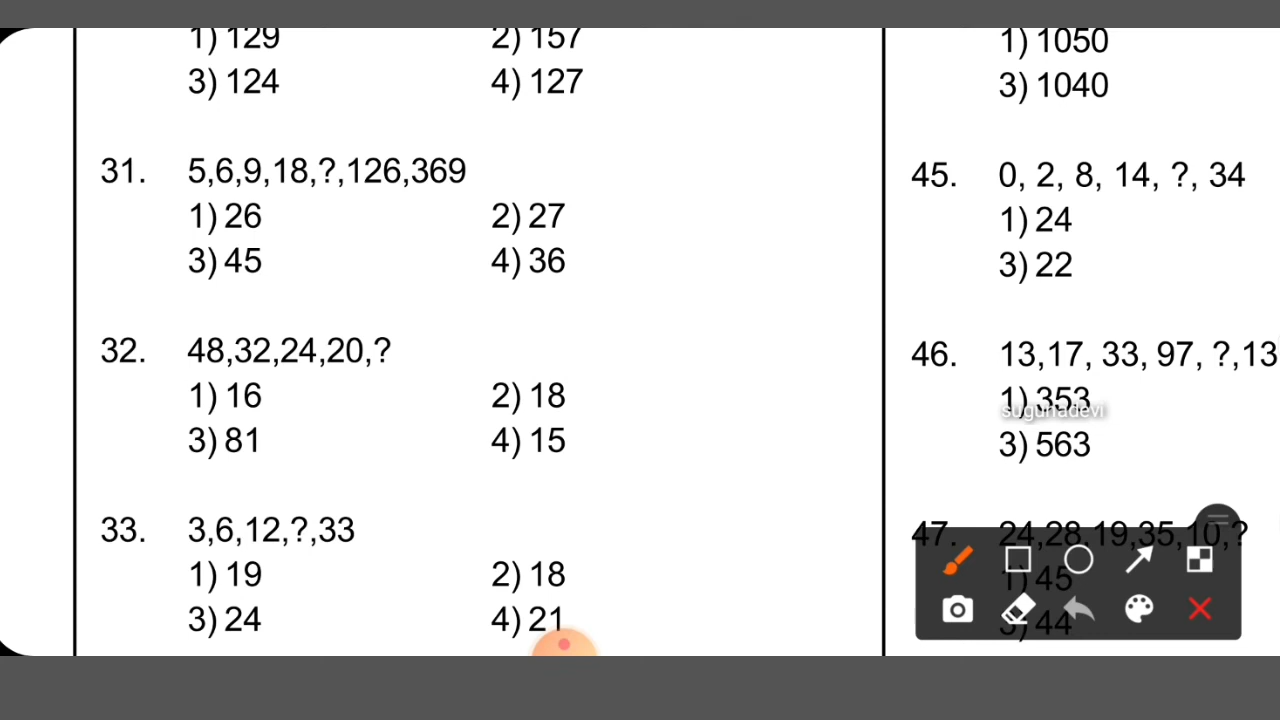 1) 129 2) 157
3) 124 4) 127
31. 5,6,9,18,?,126,369
1) 26 2) 27
3) 45 4) 36
32. 48,32,24,20,?
1) 16 2) 18
3) 81 4) 15
33. 3,6,12,?,33
1) 19 2) 18
3) 24 4) 21
1) 1050
3) 1040
45. 0, 2, 8, 14, ?, 34
1) 24
3) 22
46. 13,17, 33, 97, ?,13
1) 353
sugunadevi
3) 563
47. 24,28,19,35,10,?
1) 45
3) 44